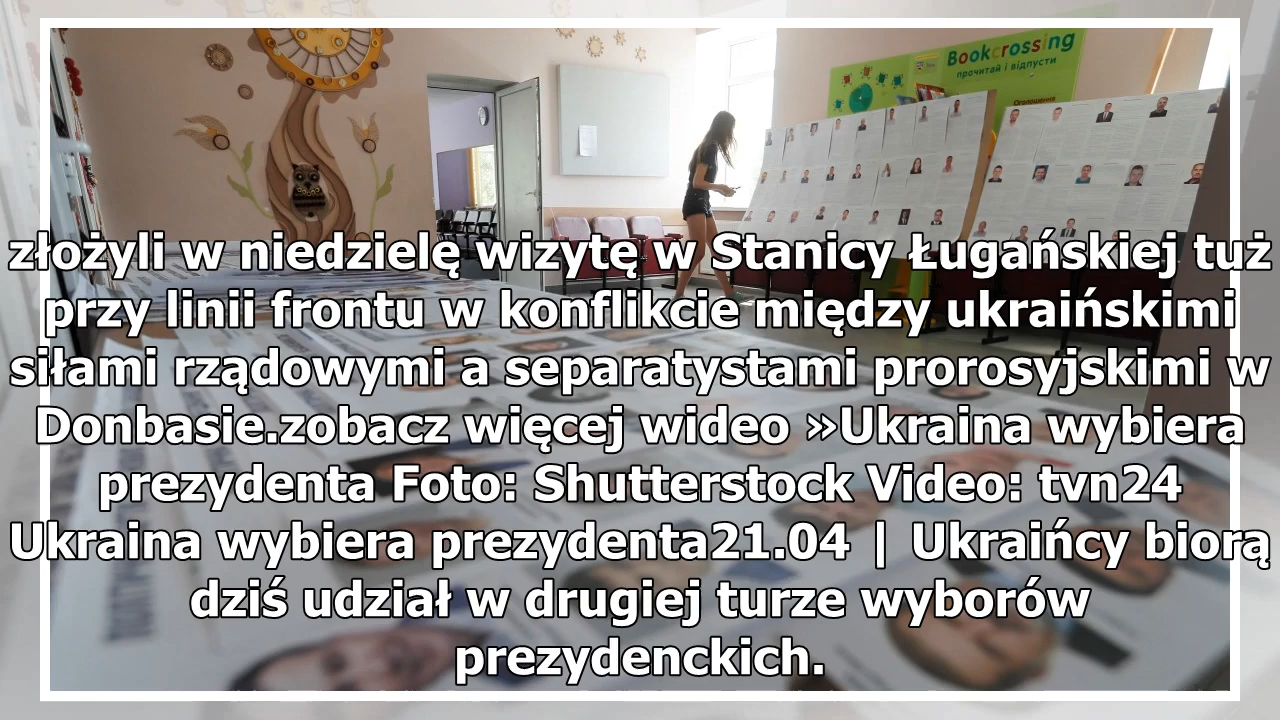 Bookcrossing
прочитай і відпусти
Оголошення
złożyli w niedzielę wizytę w Stanicy Ługańskiej tuż
przy linii frontu w konflikcie między ukraińskimi
siłami rządowymi a separatystami prorosyjskimi w
Donbasie.zobacz więcej wideo »Ukraina wybiera
prezydenta Foto: Shutterstock Video: tvn24
Ukraina wybiera prezydenta21.04 | Ukraińcy biorą
dziś udział w drugiej turze wyborów
prezydenckich.